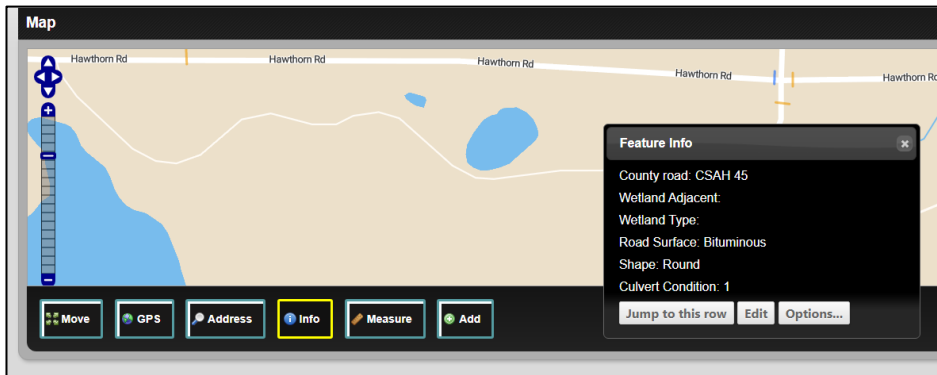 Map
Hawthorn Rd
Hawthorn Rd
Hawthorn Rd
Hawthorn Rd
Hawthorn Rd
Feature Info
County road: CSAH 45
Wetland Adjacent:
Wetland Type:
Road Surface: Bituminous
Shape: Round
Culvert Condition: 1
Jump to this row Edit Options...
Move GPS Address Info Measure Add